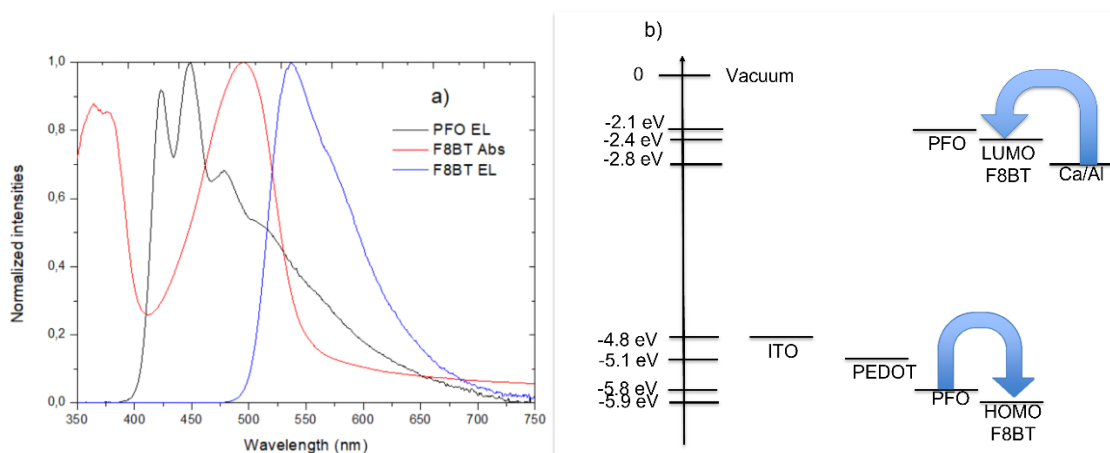 a)
PFO EL
F8BT Abs
F8BT EL
Normalized intensities
1,0
0,8
0,6
0,4
0,2
0,0
350 400 450 500 550 600 650 700 750
Wavelength (nm)
b)
0 Vacuum
-2.1 eV
-2.4 eV
-2.8 eV
PFO
LUMO
F8BT
Ca/Al
-4.8 eV
-5.1 eV
-5.8 eV
-5.9 eV
ITO
PEDOT
PFO
HOMO
F8BT